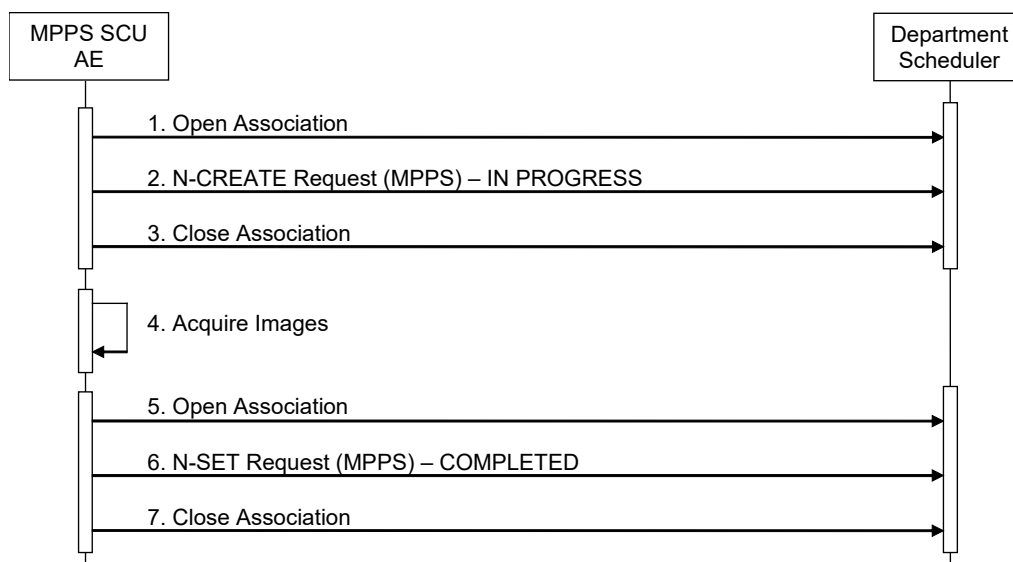 MPPS SCU
AE
Department
Scheduler
1. Open Association
2. N-CREATE Request (MPPS) – IN PROGRESS
3. Close Association
4. Acquire Images
5. Open Association
6. N-SET Request (MPPS) – COMPLETED
7. Close Association